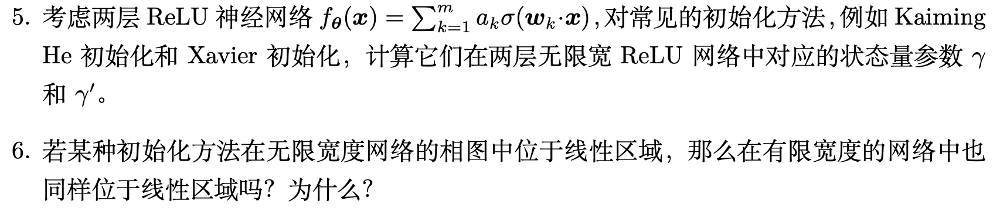 5. 考虑两层 ReLU 神经网络 $f_{\boldsymbol{\theta}}(\boldsymbol{x}) = \sum_{k=1}^{m} a_k \sigma(\boldsymbol{w}_k \cdot \boldsymbol{x})$,对常见的初始化方法,例如 Kaiming
He 初始化和 Xavier 初始化，计算它们在两层无限宽 ReLU 网络中对应的状态量参数 $\gamma$
和 $\gamma'$。
6. 若某种初始化方法在无限宽度网络的相图中位于线性区域，那么在有限宽度的网络中也
同样位于线性区域吗？为什么？